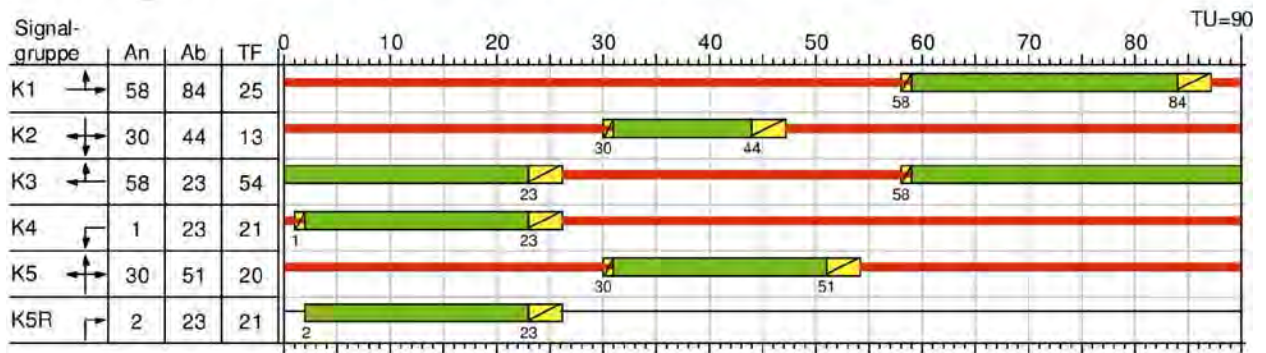 TU=90
Signal-
gruppe An Ab TF 0 10 20 30 40 50 60 70 80
K1 58 84 25 58 84
K2 30 44 13 30 44
K3 58 23 54 23 58
K4 1 23 21 1 23
K5 30 51 20 30 51
K5R 2 23 21 2 23